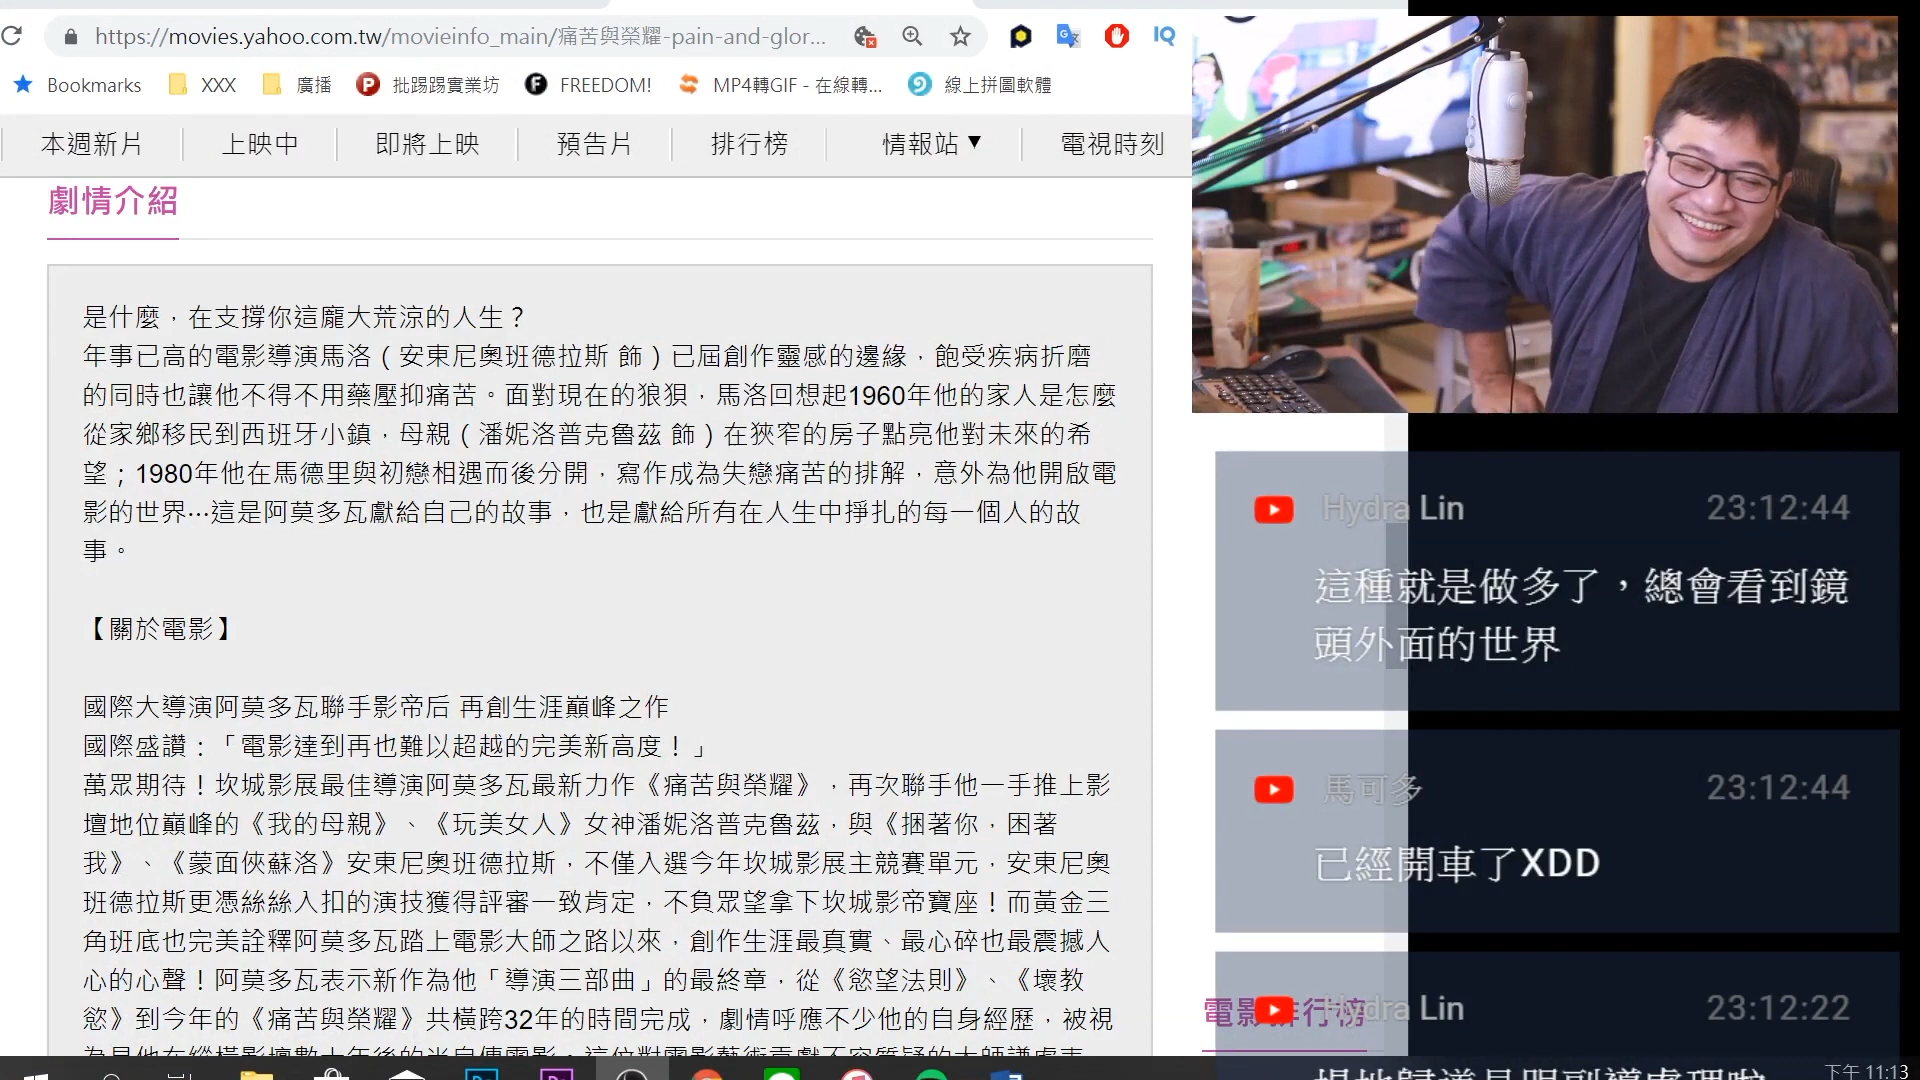 https://movies.yahoo.com.tw/movieinfo_main/痛苦與榮耀-pain-and-glor...
Bookmarks XXX 廣播 批踢踢實業坊 FREEDOM! MP4轉GIF - 在線轉... 線上拼圖軟體
本週新片 上映中 即將上映 預告片 排行榜 情報站▼ 電視時刻
劇情介紹
是什麼，在支撐你這龐大荒涼的人生？
年事已高的電影導演馬洛（安東尼奧班德拉斯 飾）已屆創作靈感的邊緣，飽受疾病折磨
的同時也讓他不得不用藥壓抑痛苦。面對現在的狼狽，馬洛回想起1960年他的家人是怎麼
從家鄉移民到西班牙小鎮，母親（潘妮洛普克魯茲 飾）在狹窄的房子點亮他對未來的希
望；1980年他在馬德里與初戀相遇而後分開，寫作成為失戀痛苦的排解，意外為他開啟電
影的世界…這是阿莫多瓦獻給自己的故事，也是獻給所有在人生中掙扎的每一個人的故
事。
【關於電影】
國際大導演阿莫多瓦聯手影帝后 再創生涯巔峰之作
國際盛讚：「電影達到再也難以超越的完美新高度！」
萬眾期待！坎城影展最佳導演阿莫多瓦最新力作《痛苦與榮耀》，再次聯手他一手推上影
壇地位巔峰的《我的母親》、《玩美女人》女神潘妮洛普克魯茲，與《捆著你，困著
我》、《蒙面俠蘇洛》安東尼奧班德拉斯，不僅入選今年坎城影展主競賽單元，安東尼奧
班德拉斯更憑絲絲入扣的演技獲得評審一致肯定，不負眾望拿下坎城影帝寶座！而黃金三
角班底也完美詮釋阿莫多瓦踏上電影大師之路以來，創作生涯最真實、最心碎也最震撼人
心的心聲！阿莫多瓦表示新作為他「導演三部曲」的最終章，從《慾望法則》、《壞教
慾》到今年的《痛苦與榮耀》共橫跨32年的時間完成，劇情呼應不少他的自身經歷，被視
Hydra Lin 23:12:44
這種就是做多了，總會看到鏡
頭外面的世界
馬可多 23:12:44
已經開車了XDD
電影排行榜
Hydra Lin 23:12:22
下午 11:13